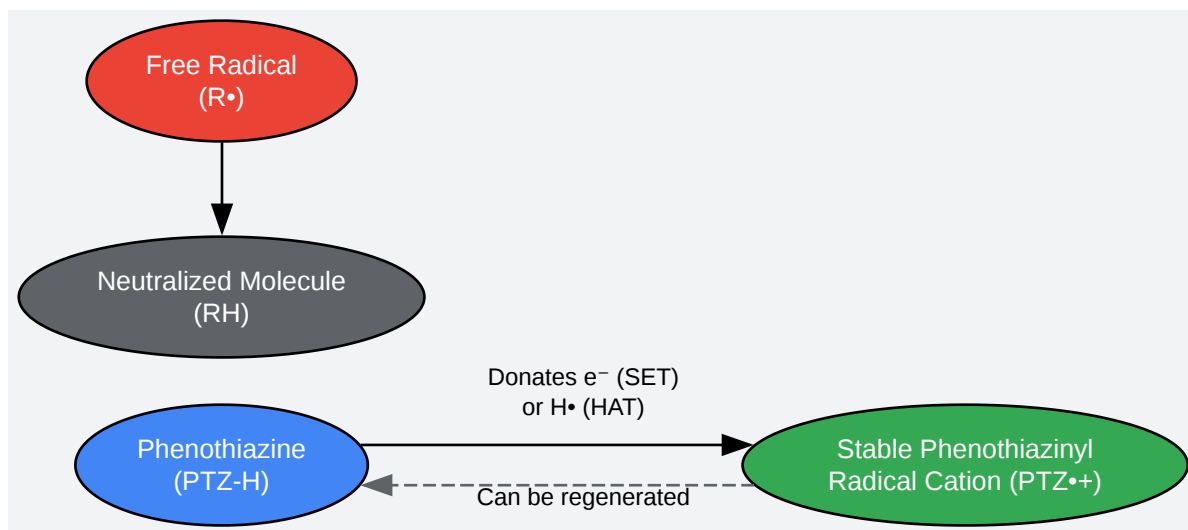 Free Radical
(R•)
Neutralized Molecule
(RH)
Donates e⁻ (SET)
or H• (HAT)
Phenothiazine
(PTZ-H)
Stable Phenothiazinyl
Radical Cation (PTZ•+)
Can be regenerated